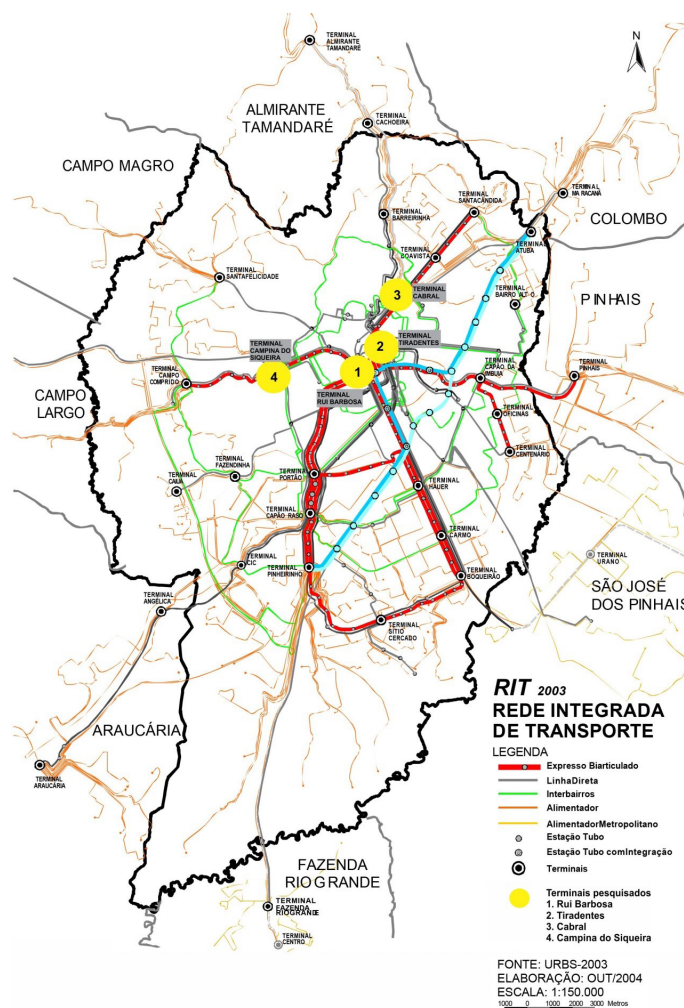 TERMINAL
ALMIRANTE
TAMANDARÉ
N
ALMIRANTE
TAMANDARÉ
TERMINAL
CACHOEIRA
CAMPO MAGRO
TERMINAL
MARACANÃ
TERMINAL
SANTACÂNDIDA
TERMINAL
BARREIRINHA
COLOMBO
TERMINAL
ATUBA
TERMINAL
BOAVISTA
TERMINAL
SANTAFELICIDADE
3
TERMINAL
CABRAL
TERMINAL
BAIRRO ALTO
PINHAIS
2
TERMINAL
TIRADENTES
TERMINAL
CAMPINA DO
SIQUEIRA
TERMINAL
CAMPO
COMPRIDO
4
1
TERMINAL
CAPÃO DA
IMBUIA
TERMINAL
PINHAIS
CAMPO
LARGO
TERMINAL
RUI BARBOSA
TERMINAL
OFICINAS
TERMINAL
CENTENÁRIO
TERMINAL
FAZENDINHA
TERMINAL
PORTÃO
TERMINAL
CAIUÁ
TERMINAL
HAUER
TERMINAL
CAPÃO RASO
TERMINAL
CARMO
TERMINAL
URANO
TERMINAL
CIC
TERMINAL
PINHEIRINHO
TERMINAL
BOQUEIRÃO
SÃO JOSÉ
DOS PINHAIS
TERMINAL
ANGÉLICA
TERMINAL
SÍTIO
CERCADO
ARAUCÁRIA
TERMINAL
ARAUCÁRIA
RIT 2003
REDE INTEGRADA
DE TRANSPORTE
LEGENDA
Expresso Biarticulado
LinhaDireta
Interbairros
Alimentador
AlimentadorMetropolitano
Estação Tubo
Estação Tubo comIntegração
Terminais
Terminais pesquisados
1. Rui Barbosa
2. Tiradentes
3. Cabral
4. Campina do Siqueira
FAZENDA
RIO GRANDE
TERMINAL
FAZENDA
RIOGRANDE
TERMINAL
CENTRO
FONTE: URBS-2003
ELABORAÇÃO: OUT/2004
ESCALA: 1:150.000
1000 0 1000 2000 3000 Metros